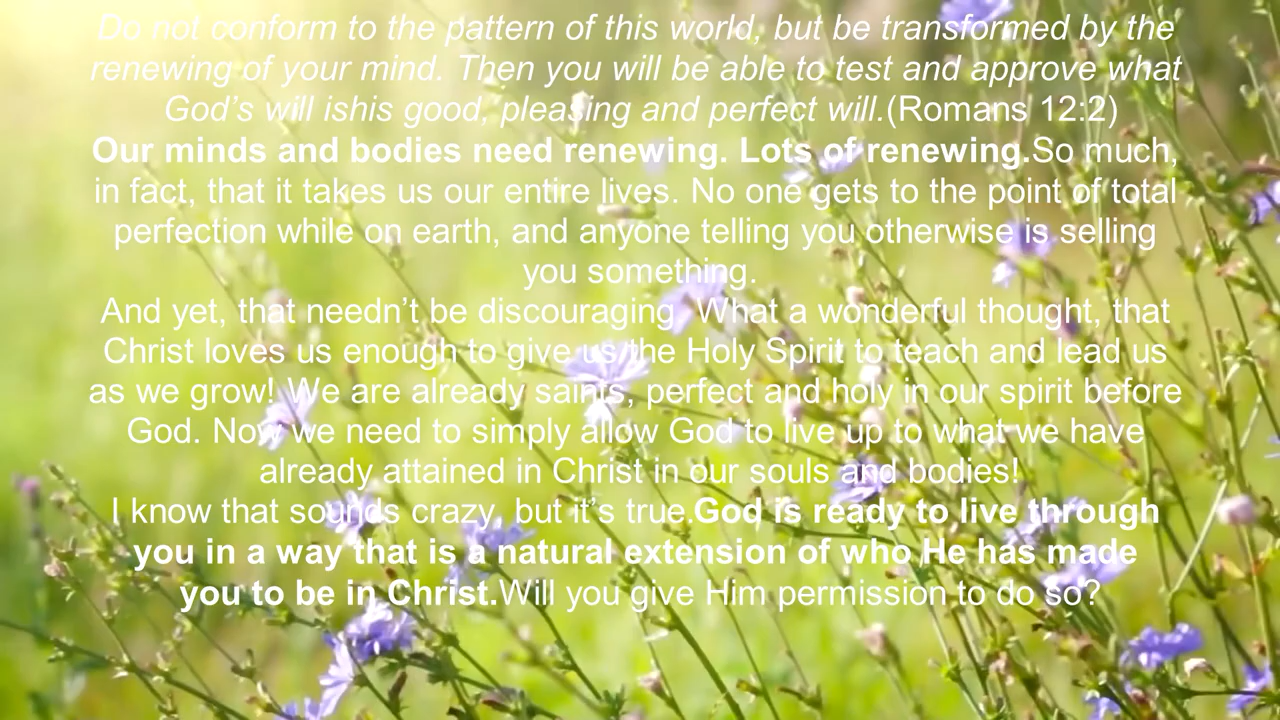 Do not conform to the pattern of this world, but be transformed by the
renewing of your mind. Then you will be able to test and approve what
God’s will ishis good, pleasing and perfect will.(Romans 12:2)
Our minds and bodies need renewing. Lots of renewing.So much,
in fact, that it takes us our entire lives. No one gets to the point of total
perfection while on earth, and anyone telling you otherwise is selling
you something.
And yet, that needn’t be discouraging. What a wonderful thought, that
Christ loves us enough to give us the Holy Spirit to teach and lead us
as we grow! We are already saints, perfect and holy in our spirit before
God. Now we need to simply allow God to live up to what we have
already attained in Christ in our souls and bodies!
I know that sounds crazy, but it’s true.God is ready to live through
you in a way that is a natural extension of who He has made
you to be in Christ.Will you give Him permission to do so?